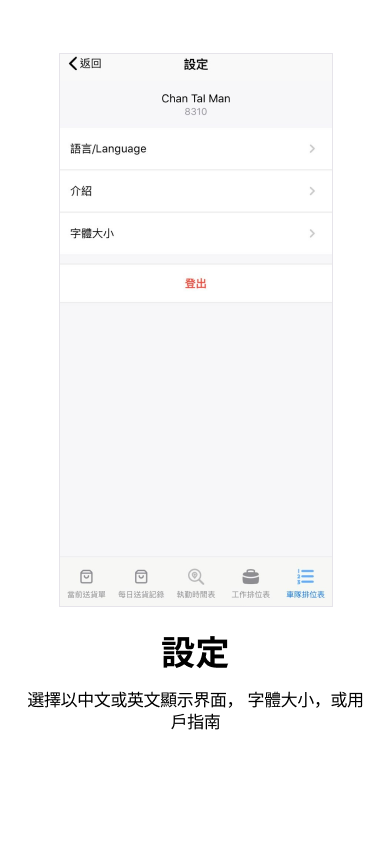 返回
設定
Chan TaI Man
8310
語言/Language
介紹
字體大小
登出
當前送貨單
每日送貨記錄
執勤時間表
工作排位表
車隊排位表
設定
選擇以中文或英文顯示界面， 字體大小，或用
戶指南